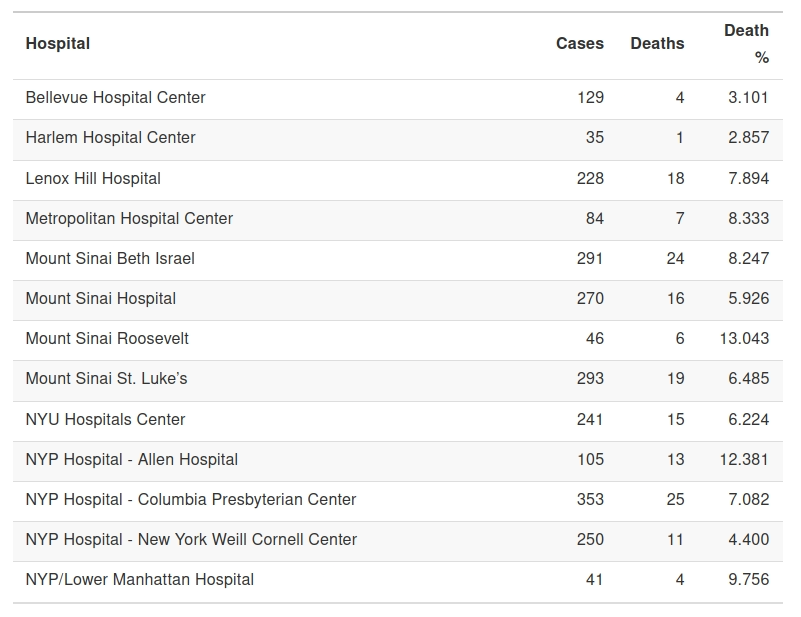 Hospital Cases Deaths Death %
Bellevue Hospital Center 129 4 3.101
Harlem Hospital Center 35 1 2.857
Lenox Hill Hospital 228 18 7.894
Metropolitan Hospital Center 84 7 8.333
Mount Sinai Beth Israel 291 24 8.247
Mount Sinai Hospital 270 16 5.926
Mount Sinai Roosevelt 46 6 13.043
Mount Sinai St. Luke’s 293 19 6.485
NYU Hospitals Center 241 15 6.224
NYP Hospital - Allen Hospital 105 13 12.381
NYP Hospital - Columbia Presbyterian Center 353 25 7.082
NYP Hospital - New York Weill Cornell Center 250 11 4.400
NYP/Lower Manhattan Hospital 41 4 9.756